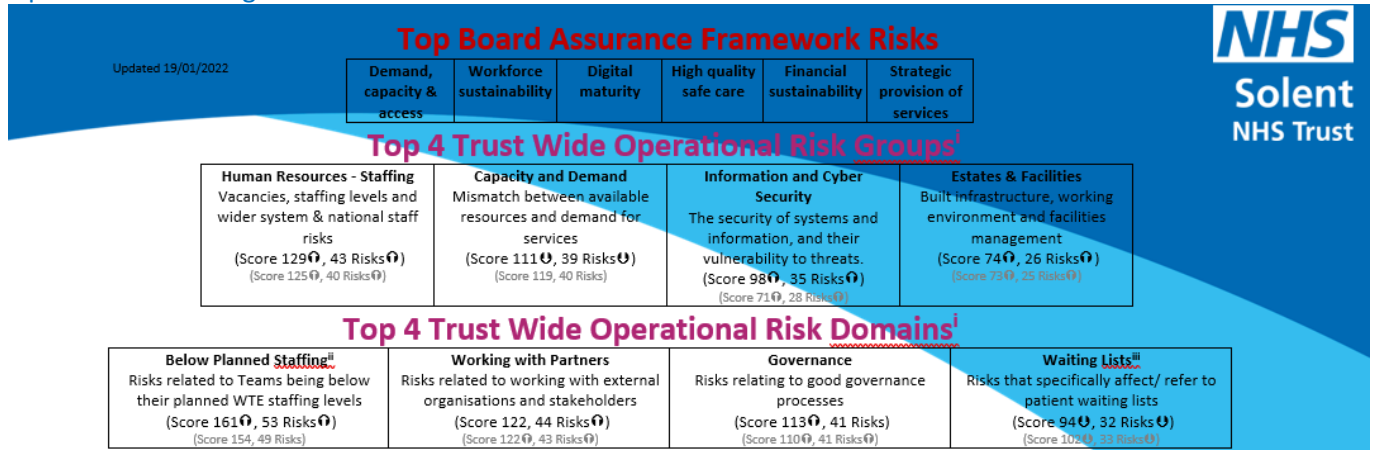 Top Board Assurance Framework Risks
Updated 19/01/2022
NHS
Solent
NHS Trust
Demand,
capacity &
access
Workforce
sustainability
Digital
maturity
High quality
safe care
Financial
sustainability
Strategic
provision of
services
Top 4 Trust Wide Operational Risk Groupsⁱ
Human Resources - Staffing
Vacancies, staffing levels and
wider system & national staff
risks
(Score 129⮉, 43 Risks⮉)
(Score 125⮉, 40 Risks⮉)
Capacity and Demand
Mismatch between available
resources and demand for
services
(Score 111⮋, 39 Risks⮋)
(Score 119, 40 Risks)
Information and Cyber
Security
The security of systems and
information, and their
vulnerability to threats.
(Score 98⮉, 35 Risks⮉)
(Score 71⮉, 28 Risks⮉)
Estates & Facilities
Built infrastructure, working
environment and facilities
management
(Score 74⮉, 26 Risks⮉)
(Score 73⮉, 25 Risks⮉)
Top 4 Trust Wide Operational Risk Domainsⁱ
Below Planned Staffingⁱⁱ
Risks related to Teams being below
their planned WTE staffing levels
(Score 161⮉, 53 Risks⮉)
(Score 154, 49 Risks)
Working with Partners
Risks related to working with external
organisations and stakeholders
(Score 122, 44 Risks⮉)
(Score 122⮉, 43 Risks⮉)
Governance
Risks relating to good governance
processes
(Score 113⮉, 41 Risks)
(Score 110⮉, 41 Risks⮉)
Waiting Listsⁱⁱⁱ
Risks that specifically affect/ refer to
patient waiting lists
(Score 94⮋, 32 Risks⮋)
(Score 102⮋, 33 Risks⮋)